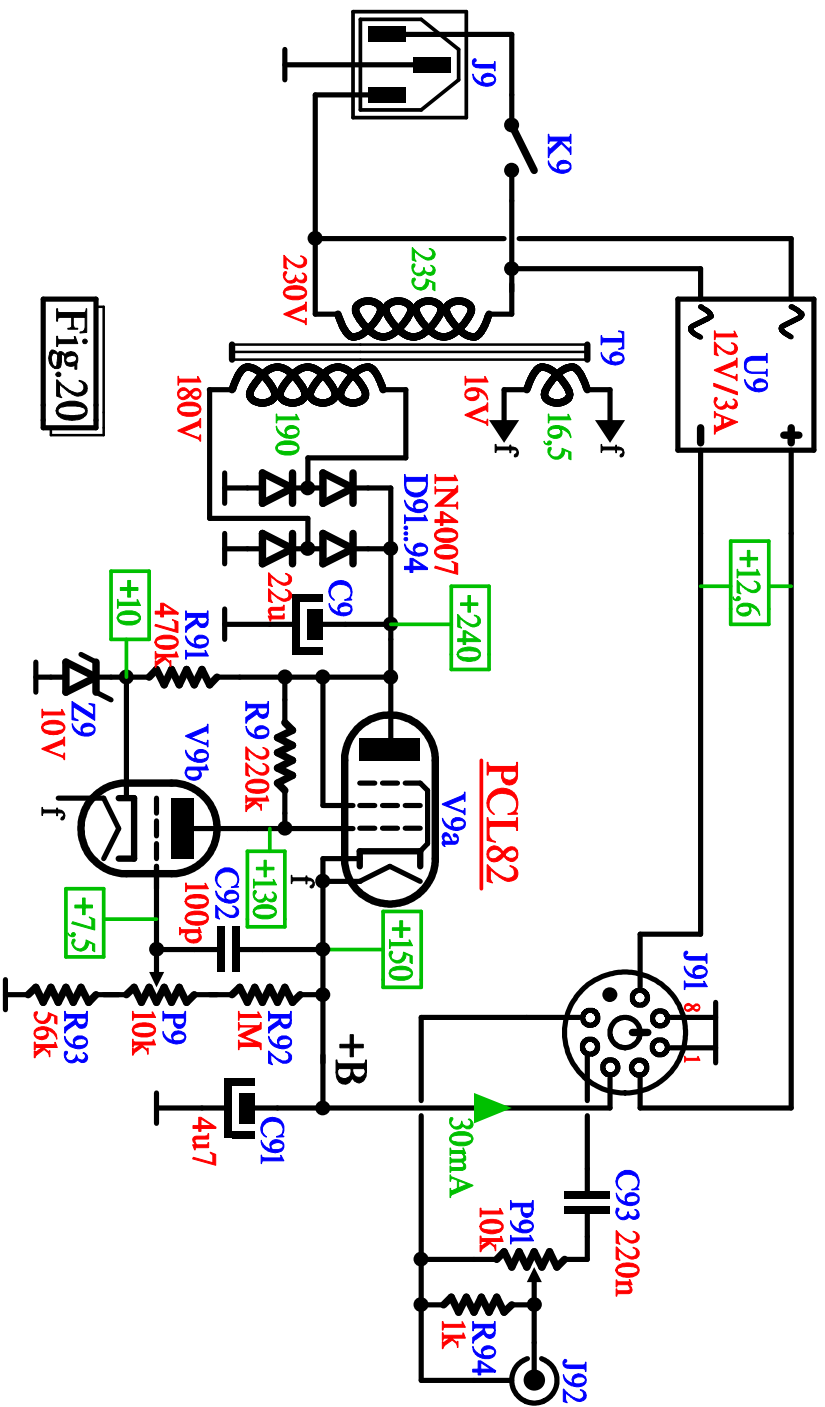 J9
K9
230V
235
T9
16V
16,5
f
f
180V
190
U9
12V/3A
+
-
+12,6
1N4007
D91...94
C9
22u
+240
+10
R91
470k
Z9
10V
R9 220k
V9b
f
PCL82
V9a
f
+130
+150
C92
100p
+7,5
R92
1M
P9
10k
R93
56k
+B
C91
4u7
J91
8
1
30mA
C93 220n
P91
10k
R94
1k
J92
Fig.20